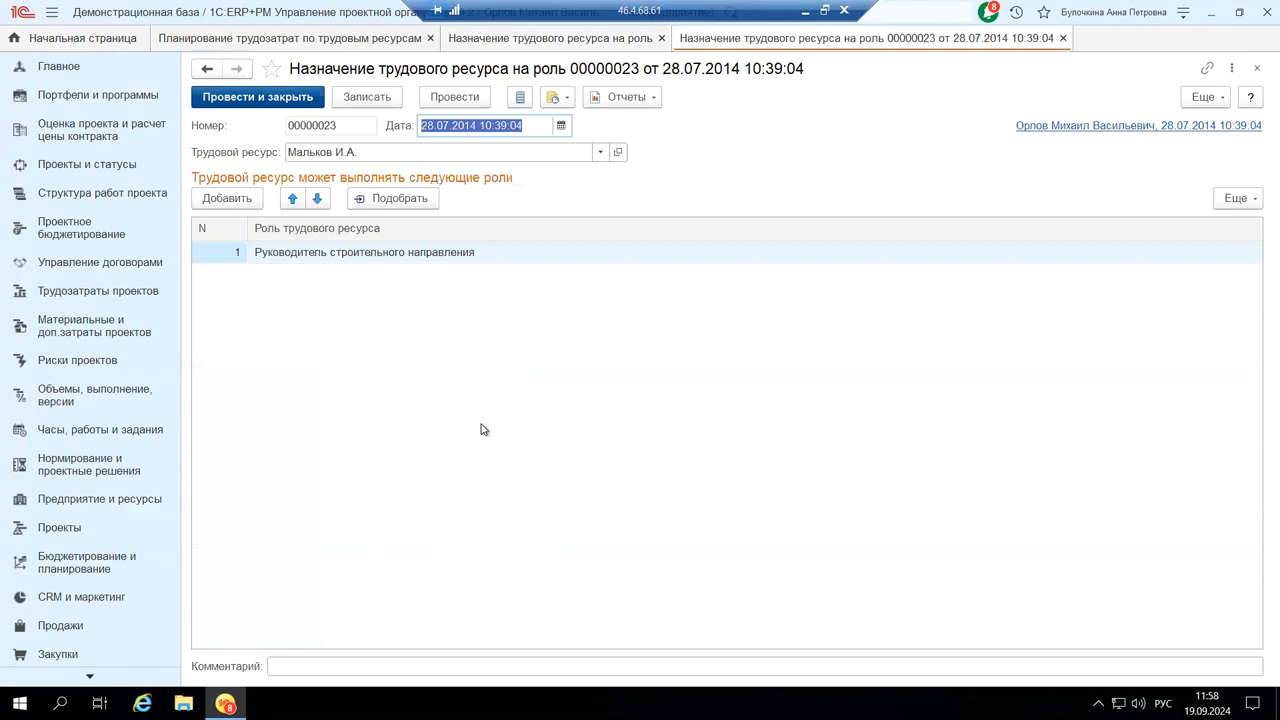 Демонстрационная база / 1C:ERP+PM Управление проектной
46.4.68.61
8
Булочкина Анна Петровна
Начальная страница
Планирование трудозатрат по трудовым ресурсам
Назначение трудового ресурса на роль
Назначение трудового ресурса на роль 00000023 от 28.07.2014 10:39:04
Назначение трудового ресурса на роль 00000023 от 28.07.2014 10:39:04
Провести и закрыть
Записать
Провести
Отчеты
Еще
?
Номер:
00000023
Дата:
28.07.2014 10:39:04
Орлов Михаил Васильевич, 28.07.2014 10:39:04
Трудовой ресурс:
Мальков И.А.
Трудовой ресурс может выполнять следующие роли
Добавить
Подобрать
Еще
N
Роль трудового ресурса
1
Руководитель строительного направления
Комментарий:
Главное
Портфели и программы
Оценка проекта и расчет
цены контракта
Проекты и статусы
Структура работ проекта
Проектное
бюджетирование
Управление договорами
Трудозатраты проектов
Материальные и
доп.затраты проектов
Риски проектов
Объемы, выполнение,
версии
Часы, работы и задания
Нормирование и
проектные решения
Предприятие и ресурсы
Проекты
Бюджетирование и
планирование
CRM и маркетинг
Продажи
Закупки
8
РУС
11:58
19.09.2024